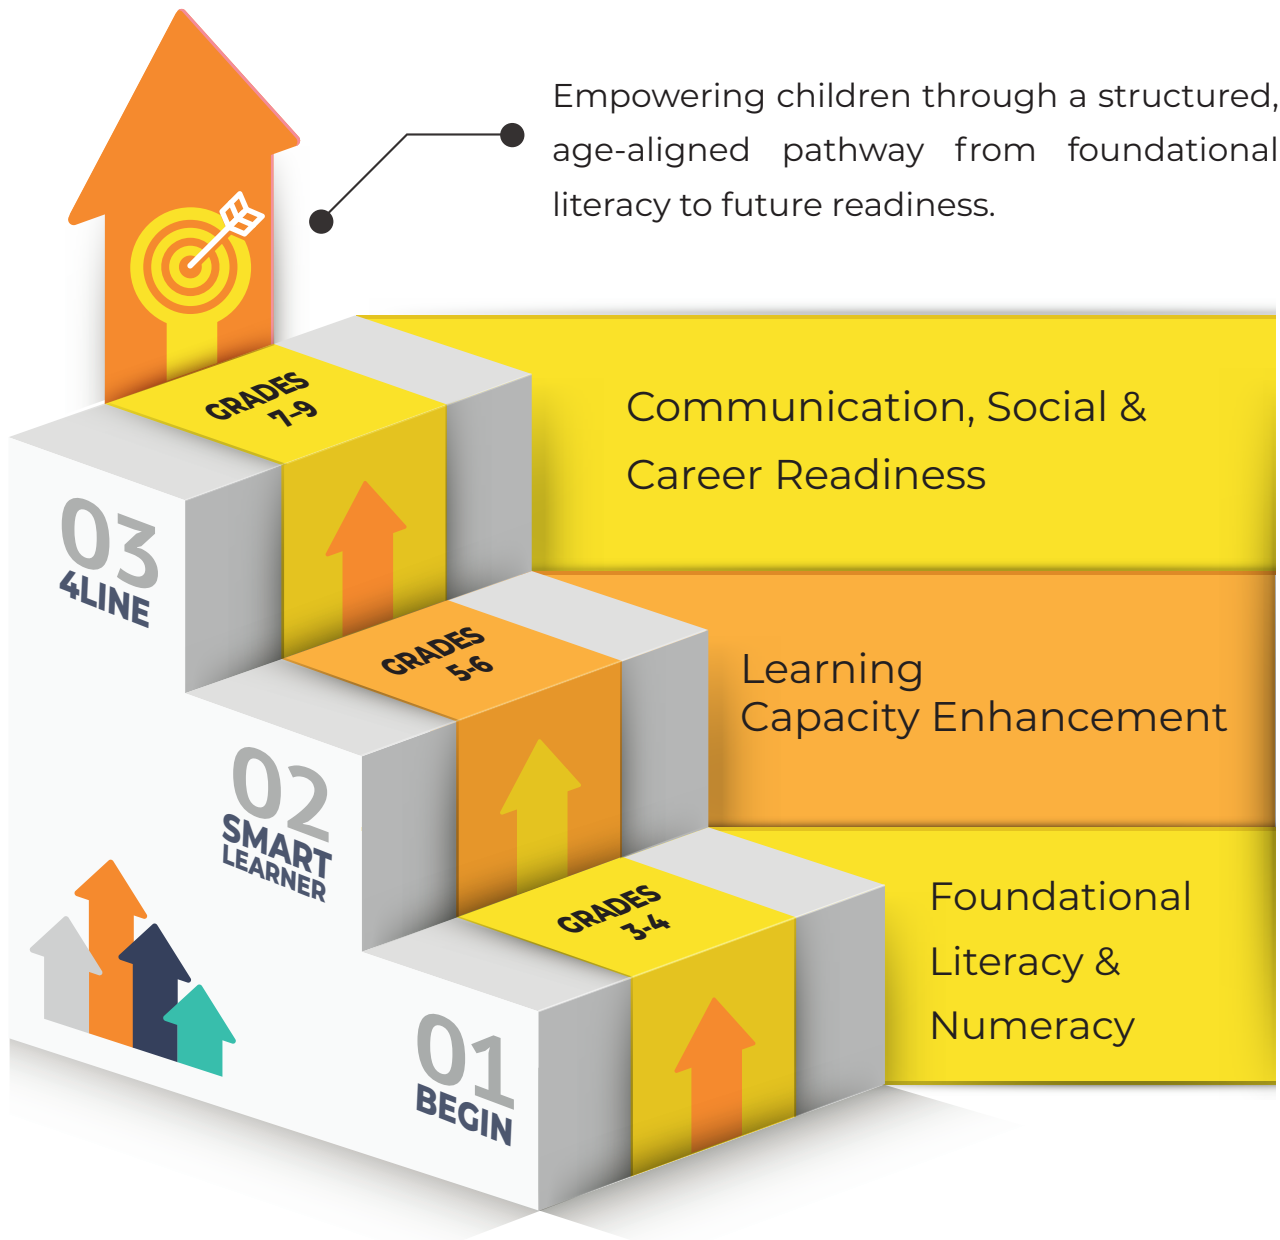 Empowering children through a structured,
age-aligned pathway from foundational
literacy to future readiness.
GRADES
7-9
Communication, Social &
Career Readiness
03
4LINE
GRADES
5-6
Learning
Capacity Enhancement
02
SMART
LEARNER
GRADES
3-4
Foundational
Literacy &
Numeracy
01
BEGIN